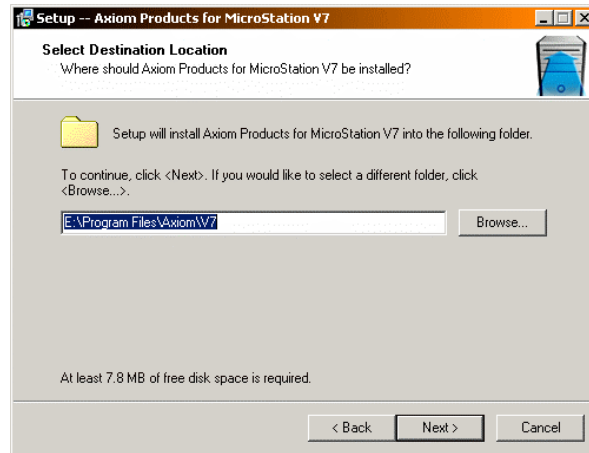 Setup -- Axiom Products for MicroStation V7
Select Destination Location
Where should Axiom Products for MicroStation V7 be installed?
Setup will install Axiom Products for MicroStation V7 into the following folder.
To continue, click <Next>. If you would like to select a different folder, click
<Browse...>.
E:\Program Files\Axiom\V7
Browse...
At least 7.8 MB of free disk space is required.
< Back
Next >
Cancel